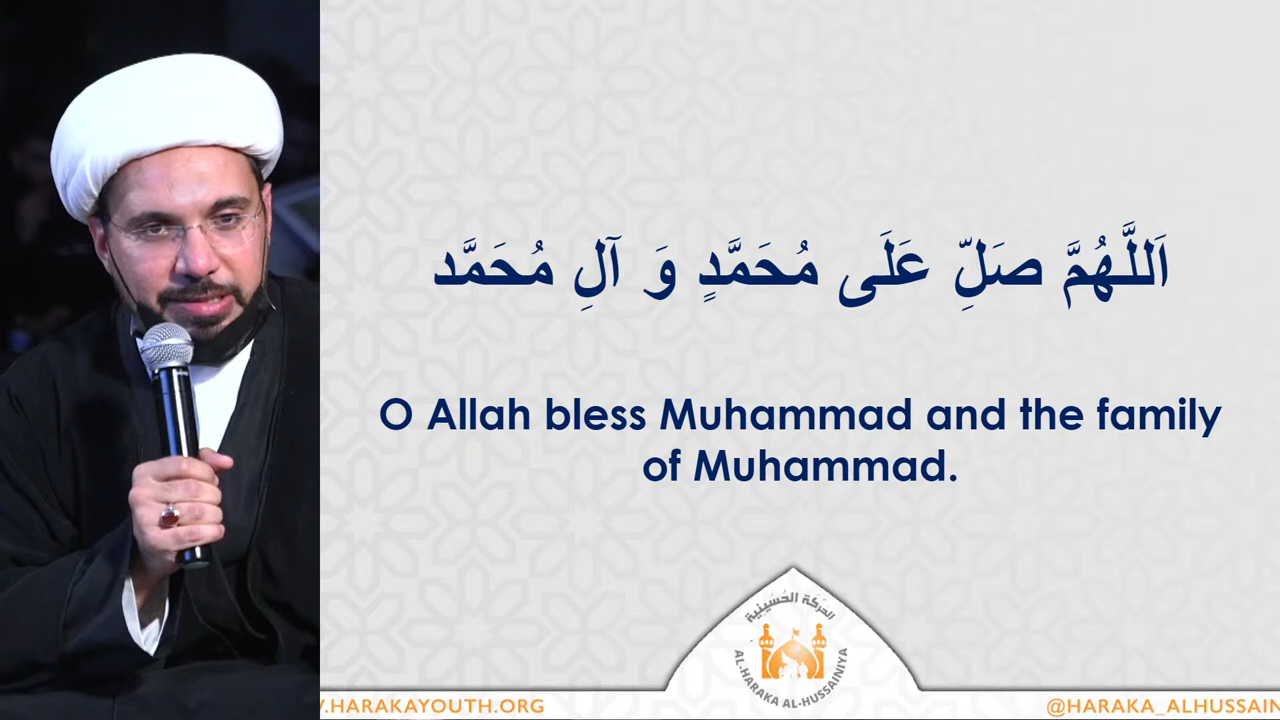 اَللَّهُمَّ صَلِّ عَلَى مُحَمَّدٍ وَ آلِ مُحَمَّد
O Allah bless Muhammad and the family
of Muhammad.
الحركة الحسينية
AL-HARAKA AL-HUSSAINIYA
.HARAKAYOUTH.ORG
@HARAKA_ALHUSSAIN